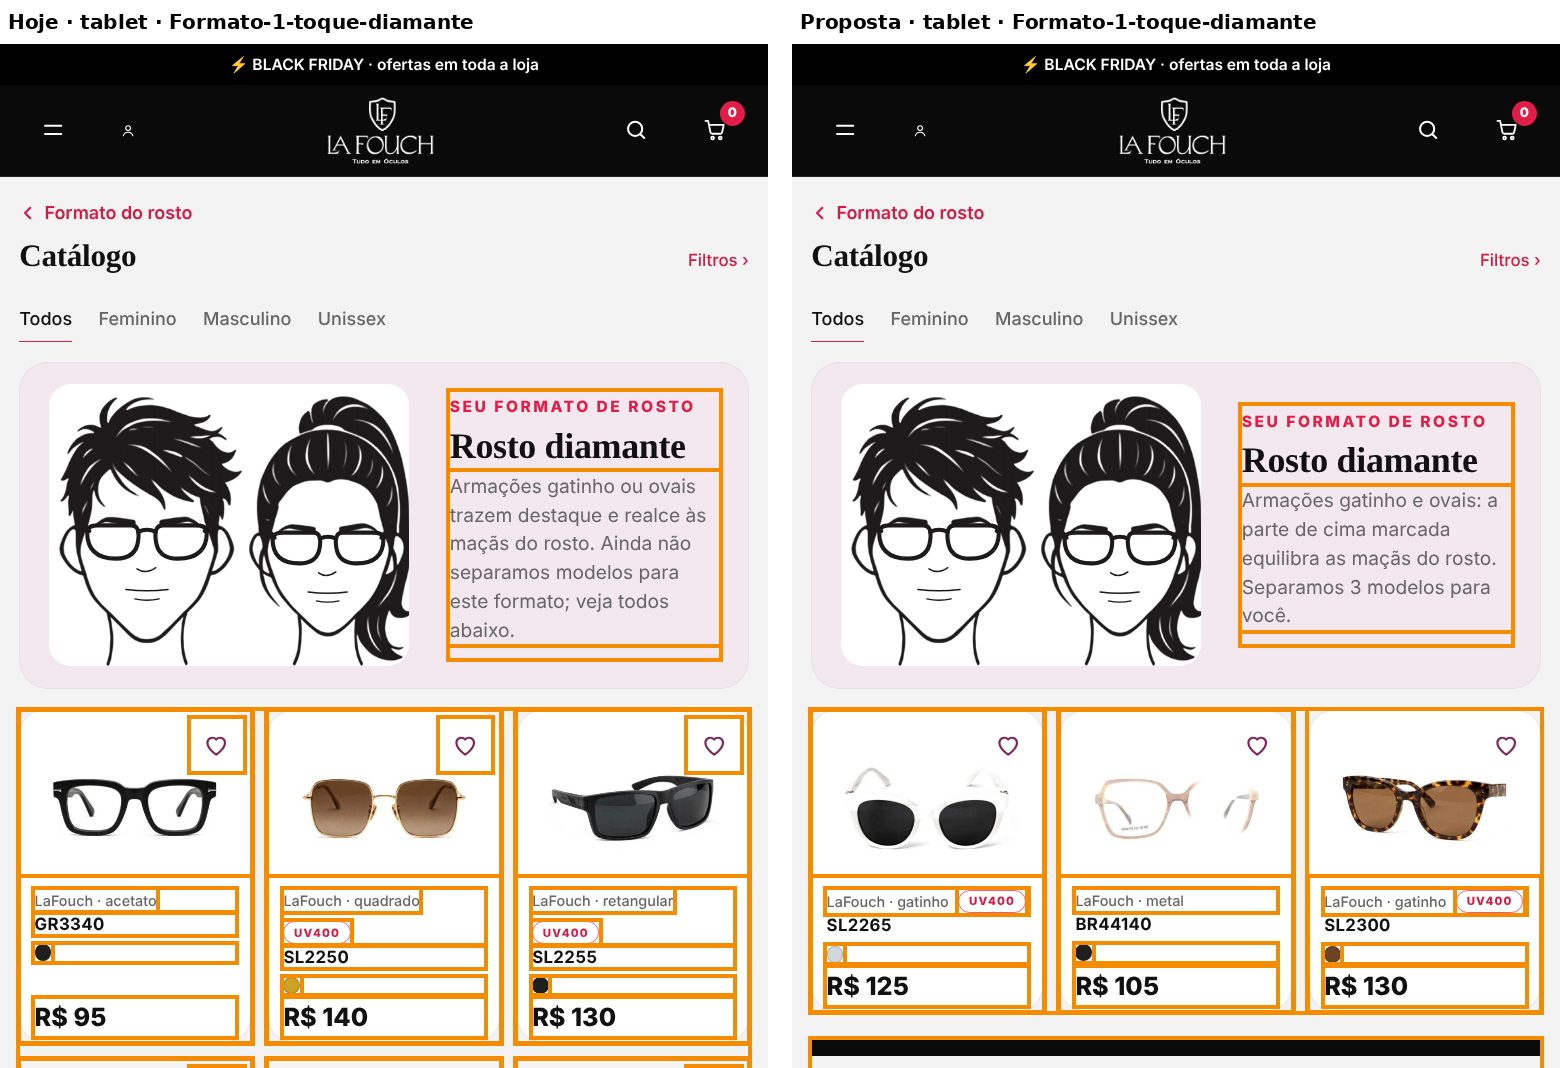 Hoje · tablet · Formato-1-toque-diamante
⚡ BLACK FRIDAY · ofertas em toda a loja
LF
LA FOUCH
TUDO EM ÓCULOS
0
Formato do rosto
Catálogo
Filtros ›
Todos Feminino Masculino Unissex
SEU FORMATO DE ROSTO
Rosto diamante
Armações gatinho ou ovais
trazem destaque e realce às
maçãs do rosto. Ainda não
separamos modelos para
este formato; veja todos
abaixo.
LaFouch · acetato
GR3340
R$ 95
LaFouch · quadrado
UV400
SL2250
R$ 140
LaFouch · retangular
UV400
SL2255
R$ 130
Proposta · tablet · Formato-1-toque-diamante
⚡ BLACK FRIDAY · ofertas em toda a loja
LF
LA FOUCH
TUDO EM ÓCULOS
0
Formato do rosto
Catálogo
Filtros ›
Todos Feminino Masculino Unissex
SEU FORMATO DE ROSTO
Rosto diamante
Armações gatinho e ovais: a
parte de cima marcada
equilibra as maçãs do rosto.
Separamos 3 modelos para
você.
LaFouch · gatinho UV400
SL2265
R$ 125
LaFouch · metal
BR44140
R$ 105
LaFouch · gatinho UV400
SL2300
R$ 130